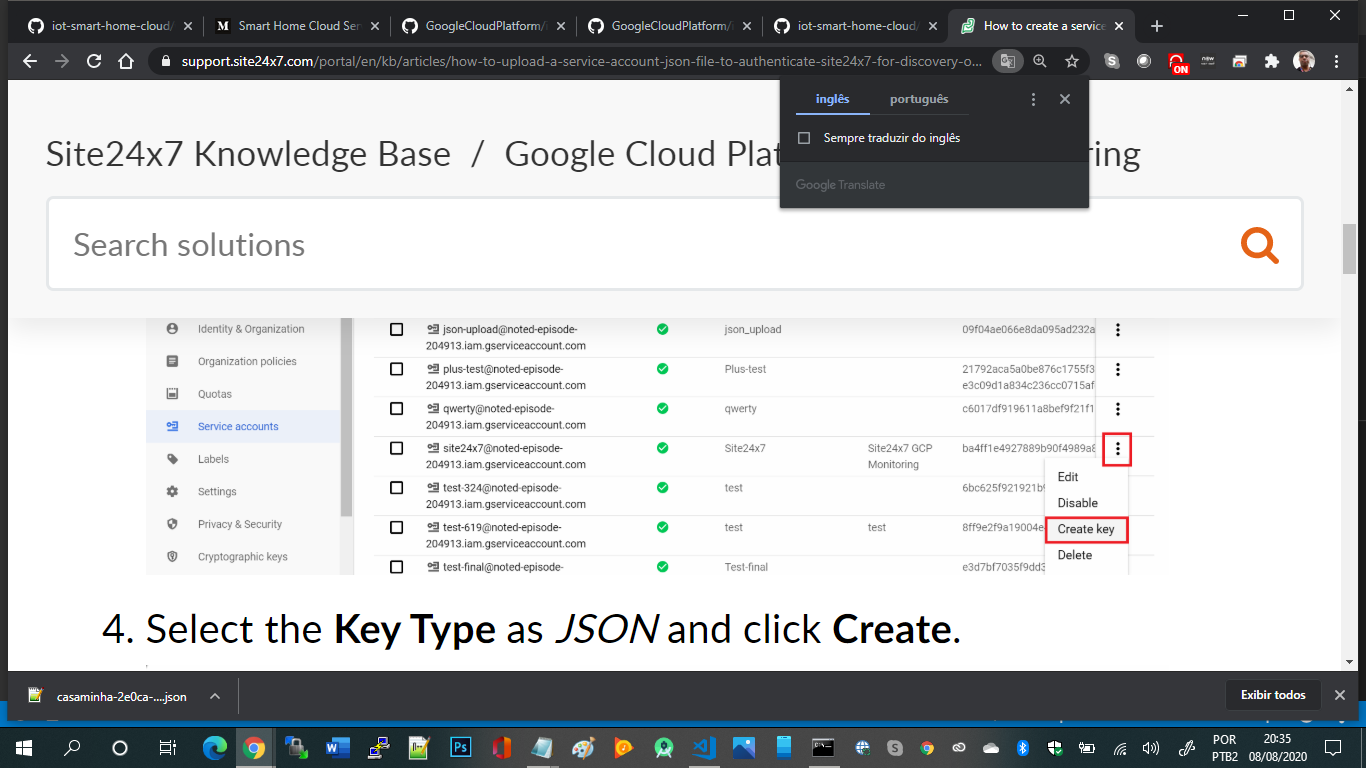 iot-smart-home-cloud/
Smart Home Cloud Ser
GoogleCloudPlatform/i
GoogleCloudPlatform/i
iot-smart-home-cloud/
How to create a service
support.site24x7.com/portal/en/kb/articles/how-to-upload-a-service-account-json-file-to-authenticate-site24x7-for-discovery-o...
ON
new
inglês
português
Sempre traduzir do inglês
Google Translate
Site24x7 Knowledge Base / Google Cloud Plat
ring
Search solutions
Identity & Organization
Organization policies
Quotas
Service accounts
Labels
Settings
Privacy & Security
Cryptographic keys
json-upload@noted-episode-
204913.iam.gserviceaccount.com
json_upload
09f04ae066e8da095ad232a
plus-test@noted-episode-
204913.iam.gserviceaccount.com
Plus-test
21792aca5a0be876c1755f3
e3c09d1a834c236cc0715af
qwerty@noted-episode-
204913.iam.gserviceaccount.com
qwerty
c6017df919611a8bef9f21f1
site24x7@noted-episode-
204913.iam.gserviceaccount.com
Site24x7
Site24x7 GCP
Monitoring
ba4ff1e4927889b90f4989a8
test-324@noted-episode-
204913.iam.gserviceaccount.com
test
6bc625f921921b9
test-619@noted-episode-
204913.iam.gserviceaccount.com
test
test
8ff9e2f9a19004e
test-final@noted-episode-
Test-final
e3d7bf7035f9dd3
Edit
Disable
Create key
Delete
4. Select the Key Type as JSON and click Create.
casaminha-2e0ca-....json
Exibir todos
POR
PTB2
20:35
08/08/2020